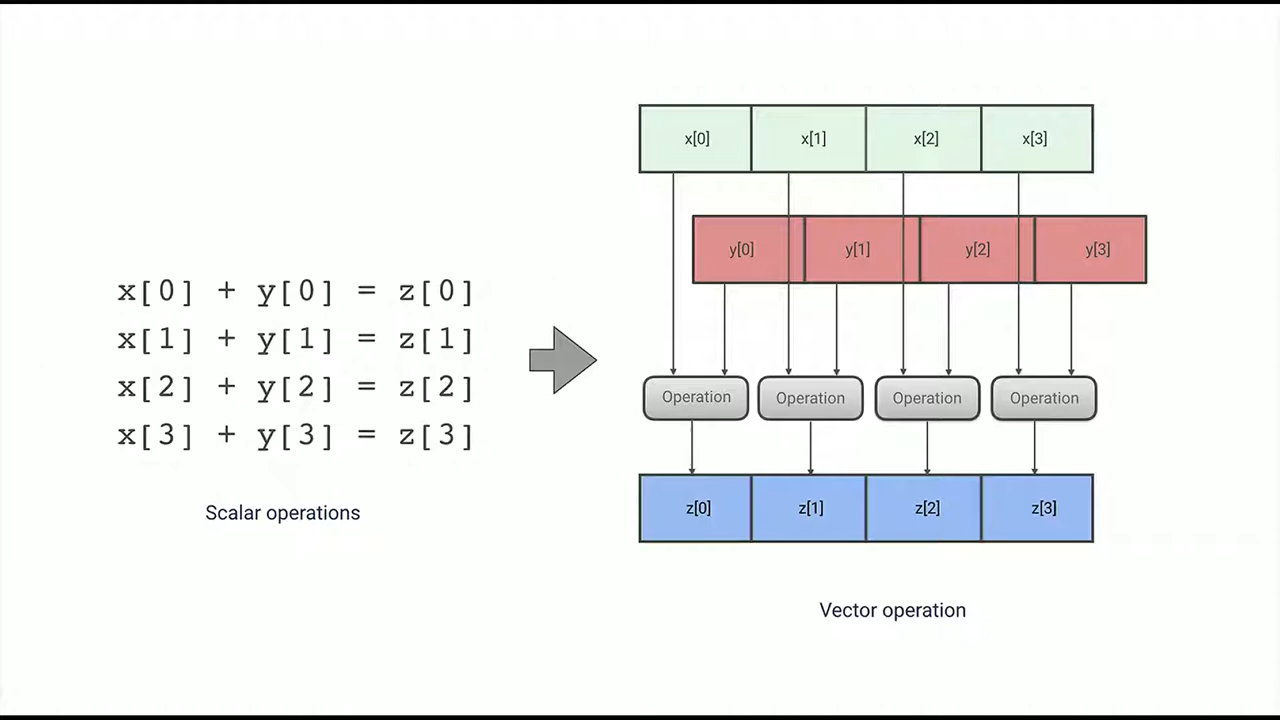 x[0] + y[0] = z[0]
x[1] + y[1] = z[1]
x[2] + y[2] = z[2]
x[3] + y[3] = z[3]
Scalar operations
x[0] x[1] x[2] x[3]
y[0] y[1] y[2] y[3]
Operation Operation Operation Operation
z[0] z[1] z[2] z[3]
Vector operation